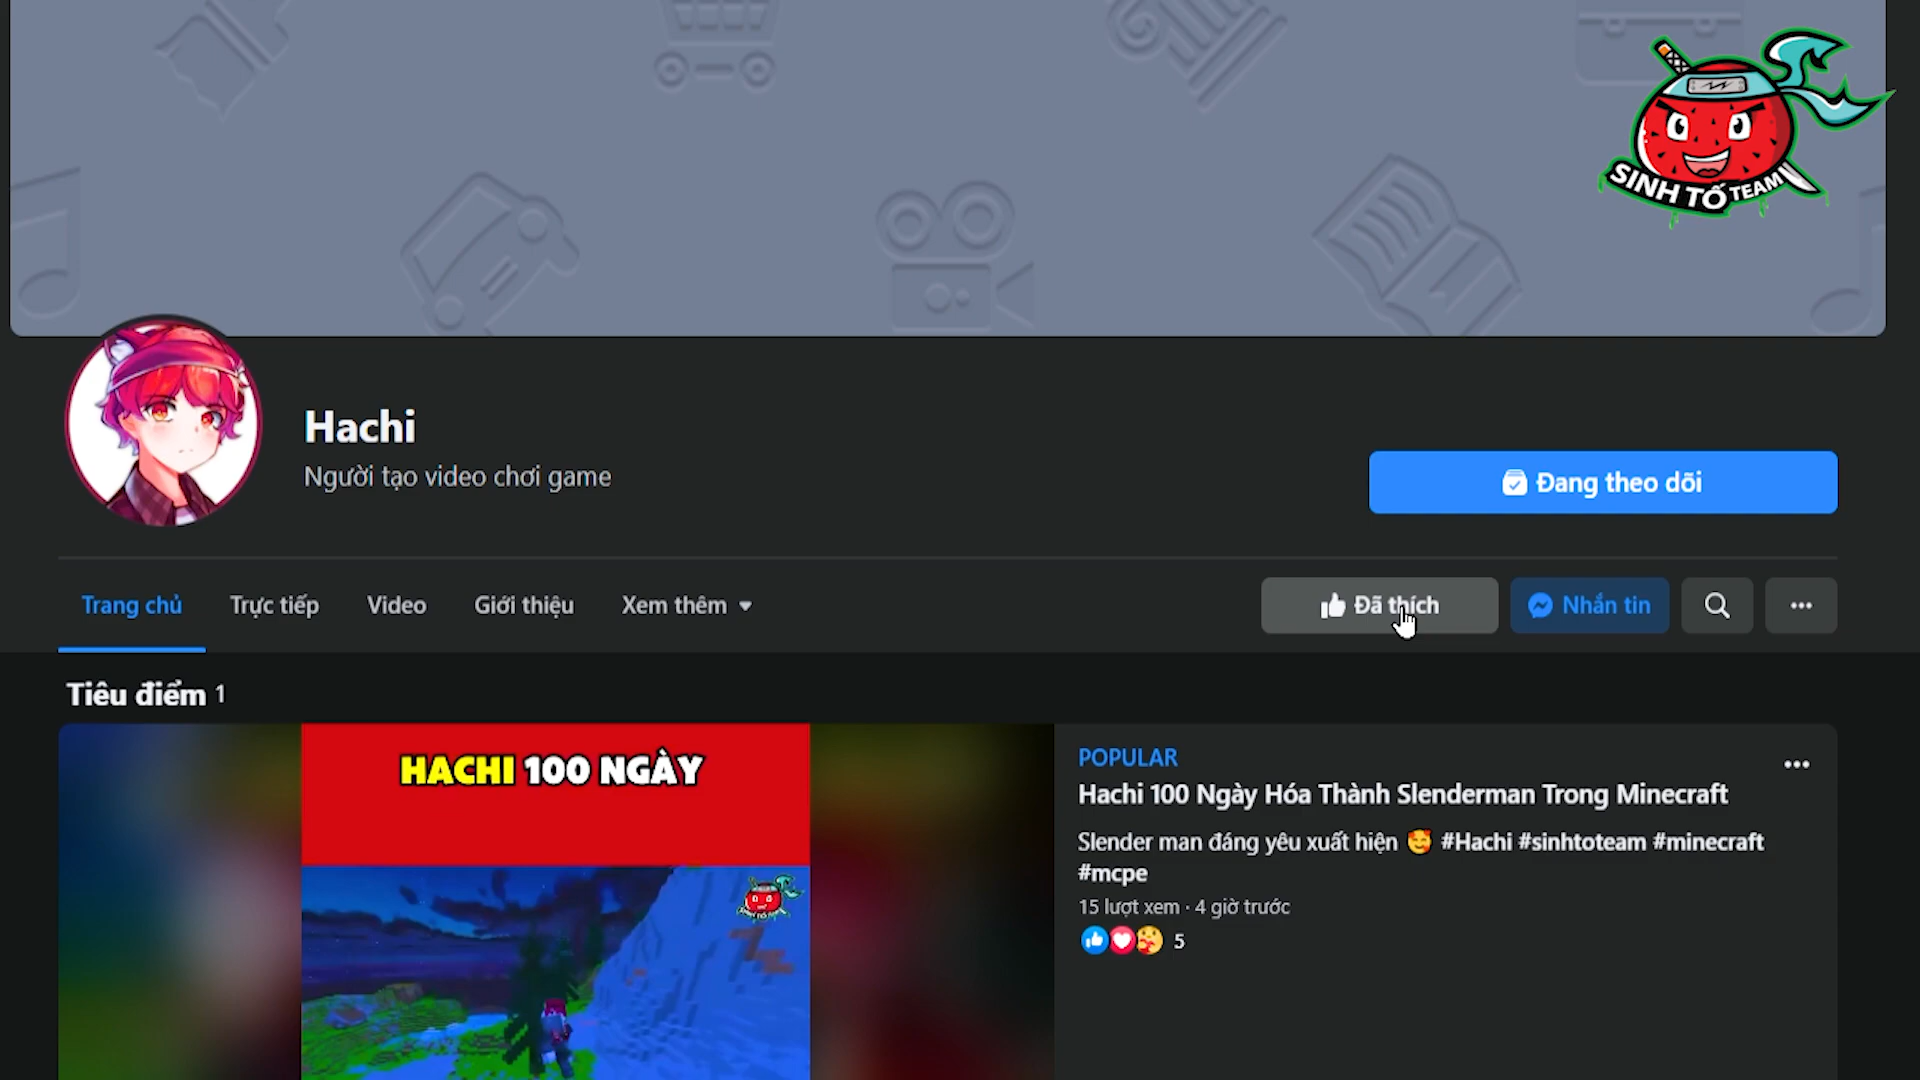 SINH TỐ TEAM
Hachi
Người tạo video chơi game
Đang theo dõi
Trang chủ
Trực tiếp
Video
Giới thiệu
Xem thêm
Đã thích
Nhắn tin
Tiêu điểm 1
HACHI 100 NGÀY
POPULAR
Hachi 100 Ngày Hóa Thành Slenderman Trong Minecraft
Slender man đáng yêu xuất hiện 🥰 #Hachi #sinhtoteam #minecraft
#mcpe
15 lượt xem · 4 giờ trước
5
SINH TỐ TEAM